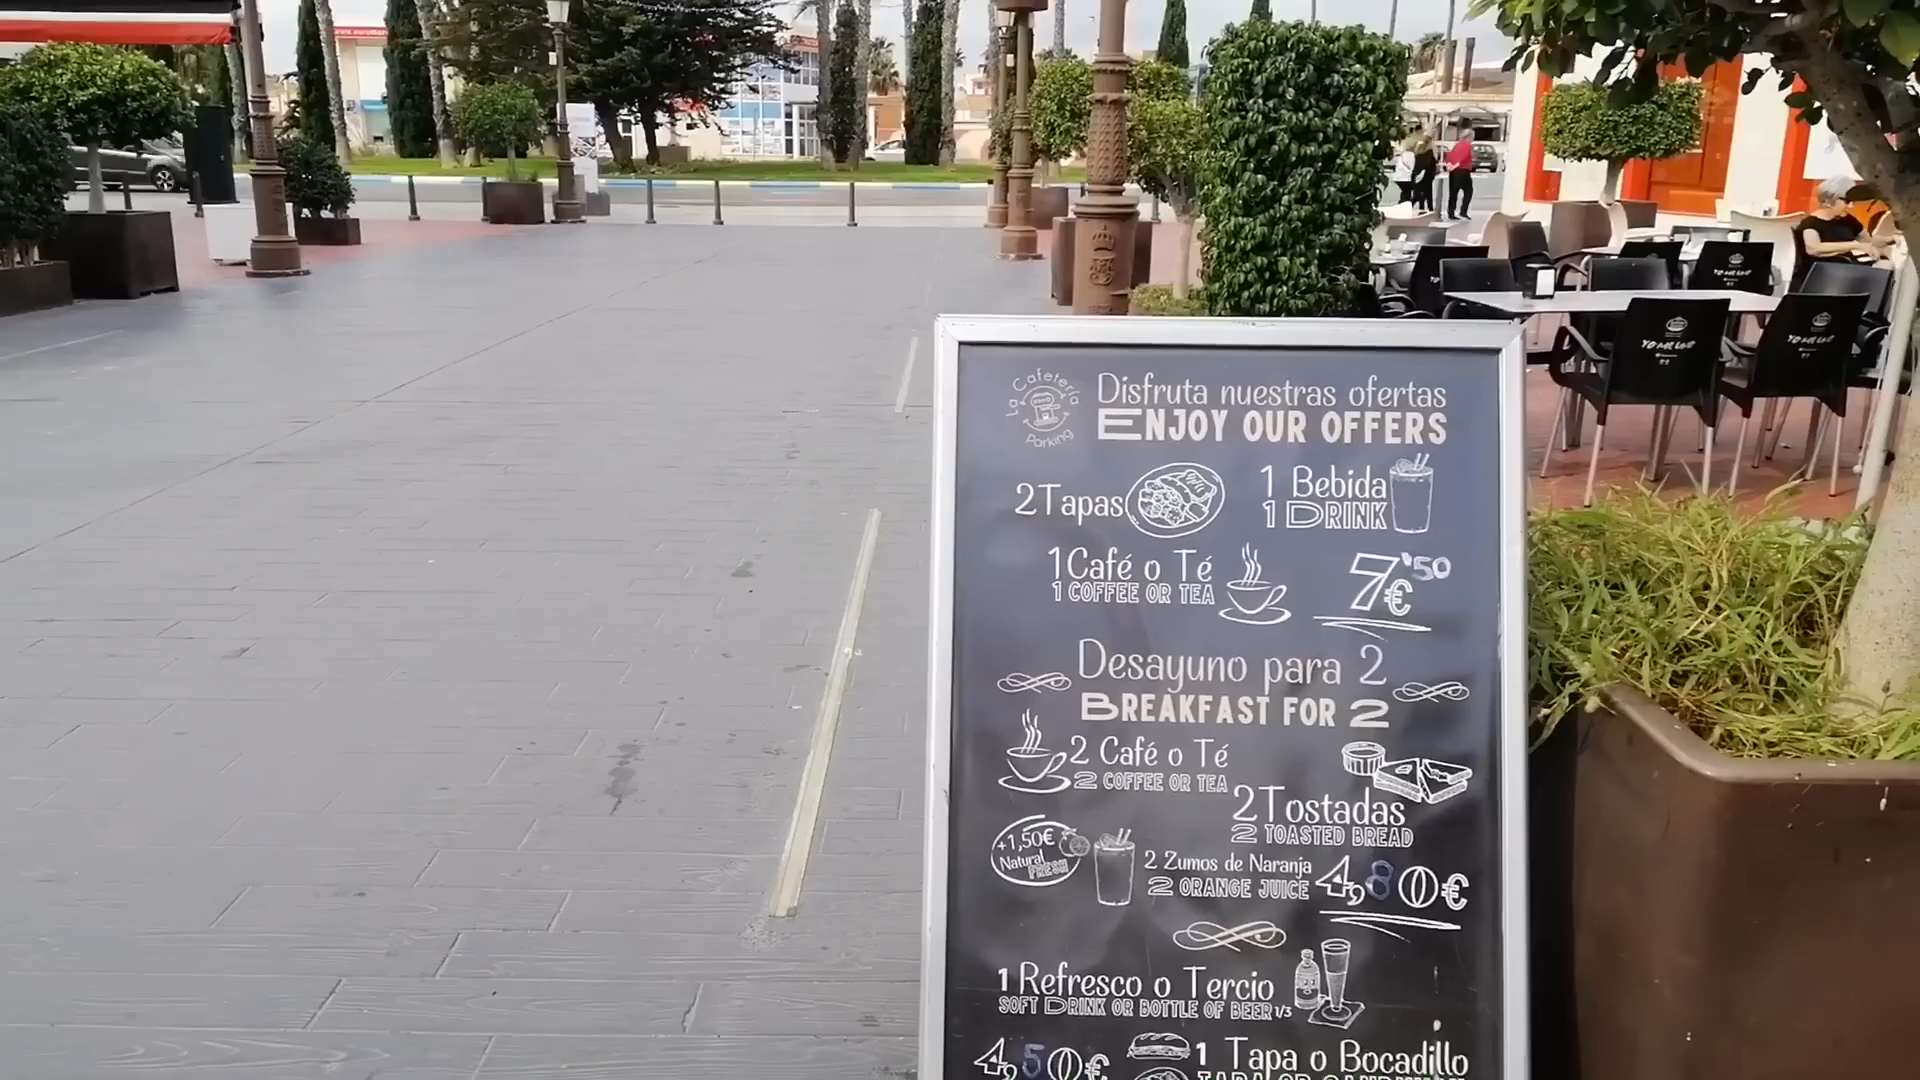 www.euromar
La Cafetería
Parking
Disfruta nuestras ofertas
ENJOY OUR OFFERS
2 Tapas
1 Bebida
1 DRINK
1 Café o Té
1 COFFEE OR TEA
7'50 €
Desayuno para 2
BREAKFAST FOR 2
2 Café o Té
2 COFFEE OR TEA
2 Tostadas
2 TOASTED BREAD
+1,50€
Natural
FRESH
2 Zumos de Naranja
2 ORANGE JUICE
4,80€
1 Refresco o Tercio
SOFT DRINK OR BOTTLE OF BEER 1/3
4,50€
1 Tapa o Bocadillo